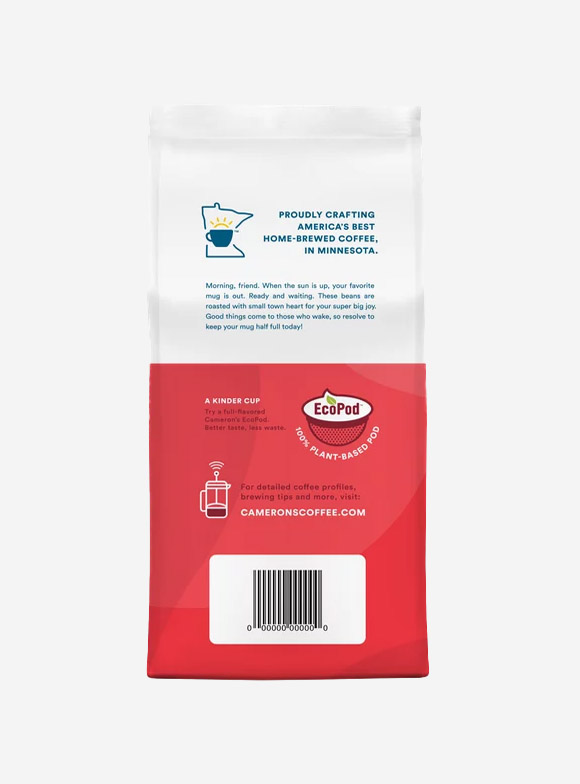 PROUDLY CRAFTING
AMERICA'S BEST
HOME-BREWED COFFEE,
IN MINNESOTA.
Morning, friend. When the sun is up, your favorite
mug is out. Ready and waiting. These beans are
roasted with small town heart for your super big joy.
Good things come to those who wake, so resolve to
keep your mug half full today!
A KINDER CUP
Try a full-flavored
Cameron's EcoPod.
Better taste, less waste.
EcoPod™
100% PLANT-BASED POD
For detailed coffee profiles,
brewing tips and more, visit:
CAMERONSCOFFEE.COM
0 00000 00000 0